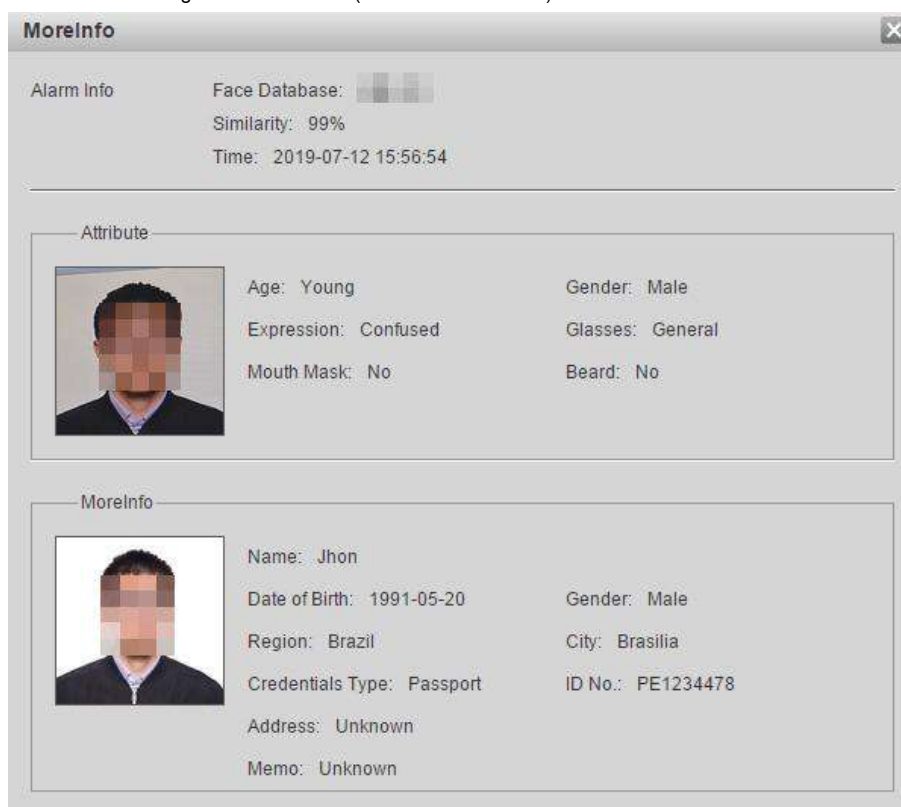 MoreInfo
Alarm Info Face Database:
Similarity: 99%
Time: 2019-07-12 15:56:54
Attribute
Age: Young Gender: Male
Expression: Confused Glasses: General
Mouth Mask: No Beard: No
MoreInfo
Name: Jhon
Date of Birth: 1991-05-20 Gender: Male
Region: Brazil City: Brasilia
Credentials Type: Passport ID No.: PE1234478
Address: Unknown
Memo: Unknown